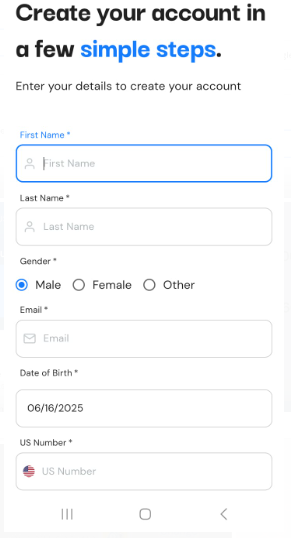 Create your account in
a few simple steps.
Enter your details to create your account
First Name *
First Name
Last Name *
Last Name
Gender *
Male Female Other
Email *
Email
Date of Birth *
06/16/2025
US Number *
US Number